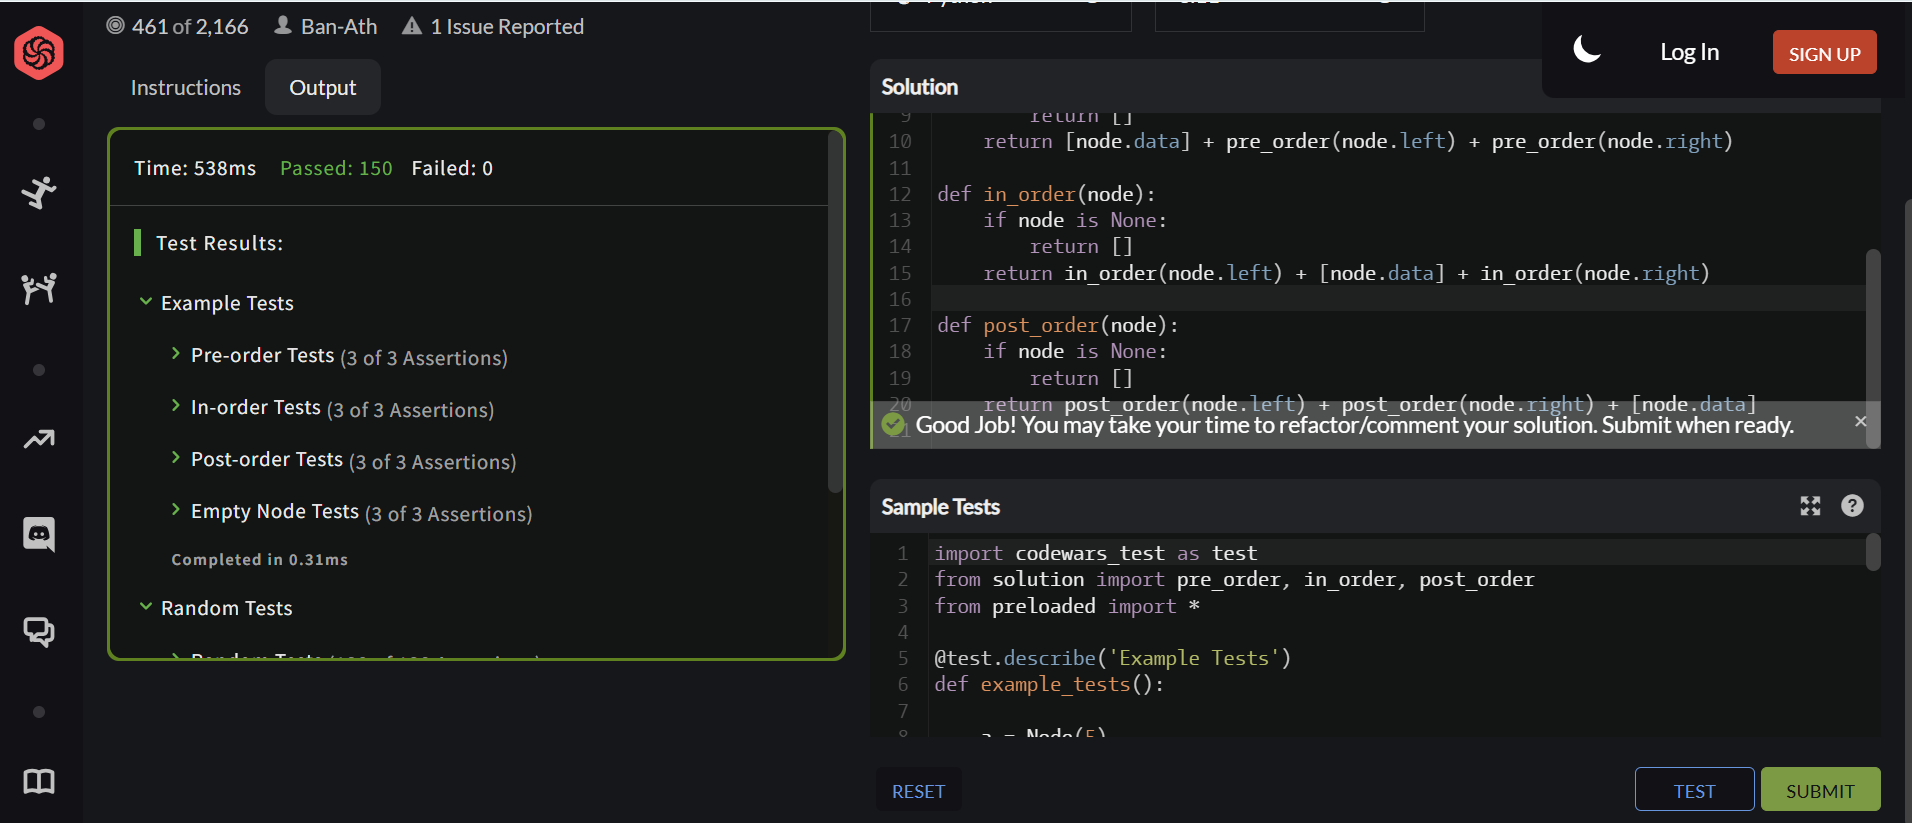 461 of 2,166 Ban-Ath 1 Issue Reported
Instructions Output
Time: 538ms Passed: 150 Failed: 0
Test Results:
Example Tests
Pre-order Tests (3 of 3 Assertions)
In-order Tests (3 of 3 Assertions)
Post-order Tests (3 of 3 Assertions)
Empty Node Tests (3 of 3 Assertions)
Completed in 0.31ms
Random Tests
Log In SIGN UP
Solution
9 return []
10 return [node.data] + pre_order(node.left) + pre_order(node.right)
11
12 def in_order(node):
13 if node is None:
14 return []
15 return in_order(node.left) + [node.data] + in_order(node.right)
16
17 def post_order(node):
18 if node is None:
19 return []
20 return post_order(node.left) + post_order(node.right) + [node.data]
21
Good Job! You may take your time to refactor/comment your solution. Submit when ready.
Sample Tests
1 import codewars_test as test
2 from solution import pre_order, in_order, post_order
3 from preloaded import *
4
5 @test.describe('Example Tests')
6 def example_tests():
7
8 a = Node(5)
RESET TEST SUBMIT